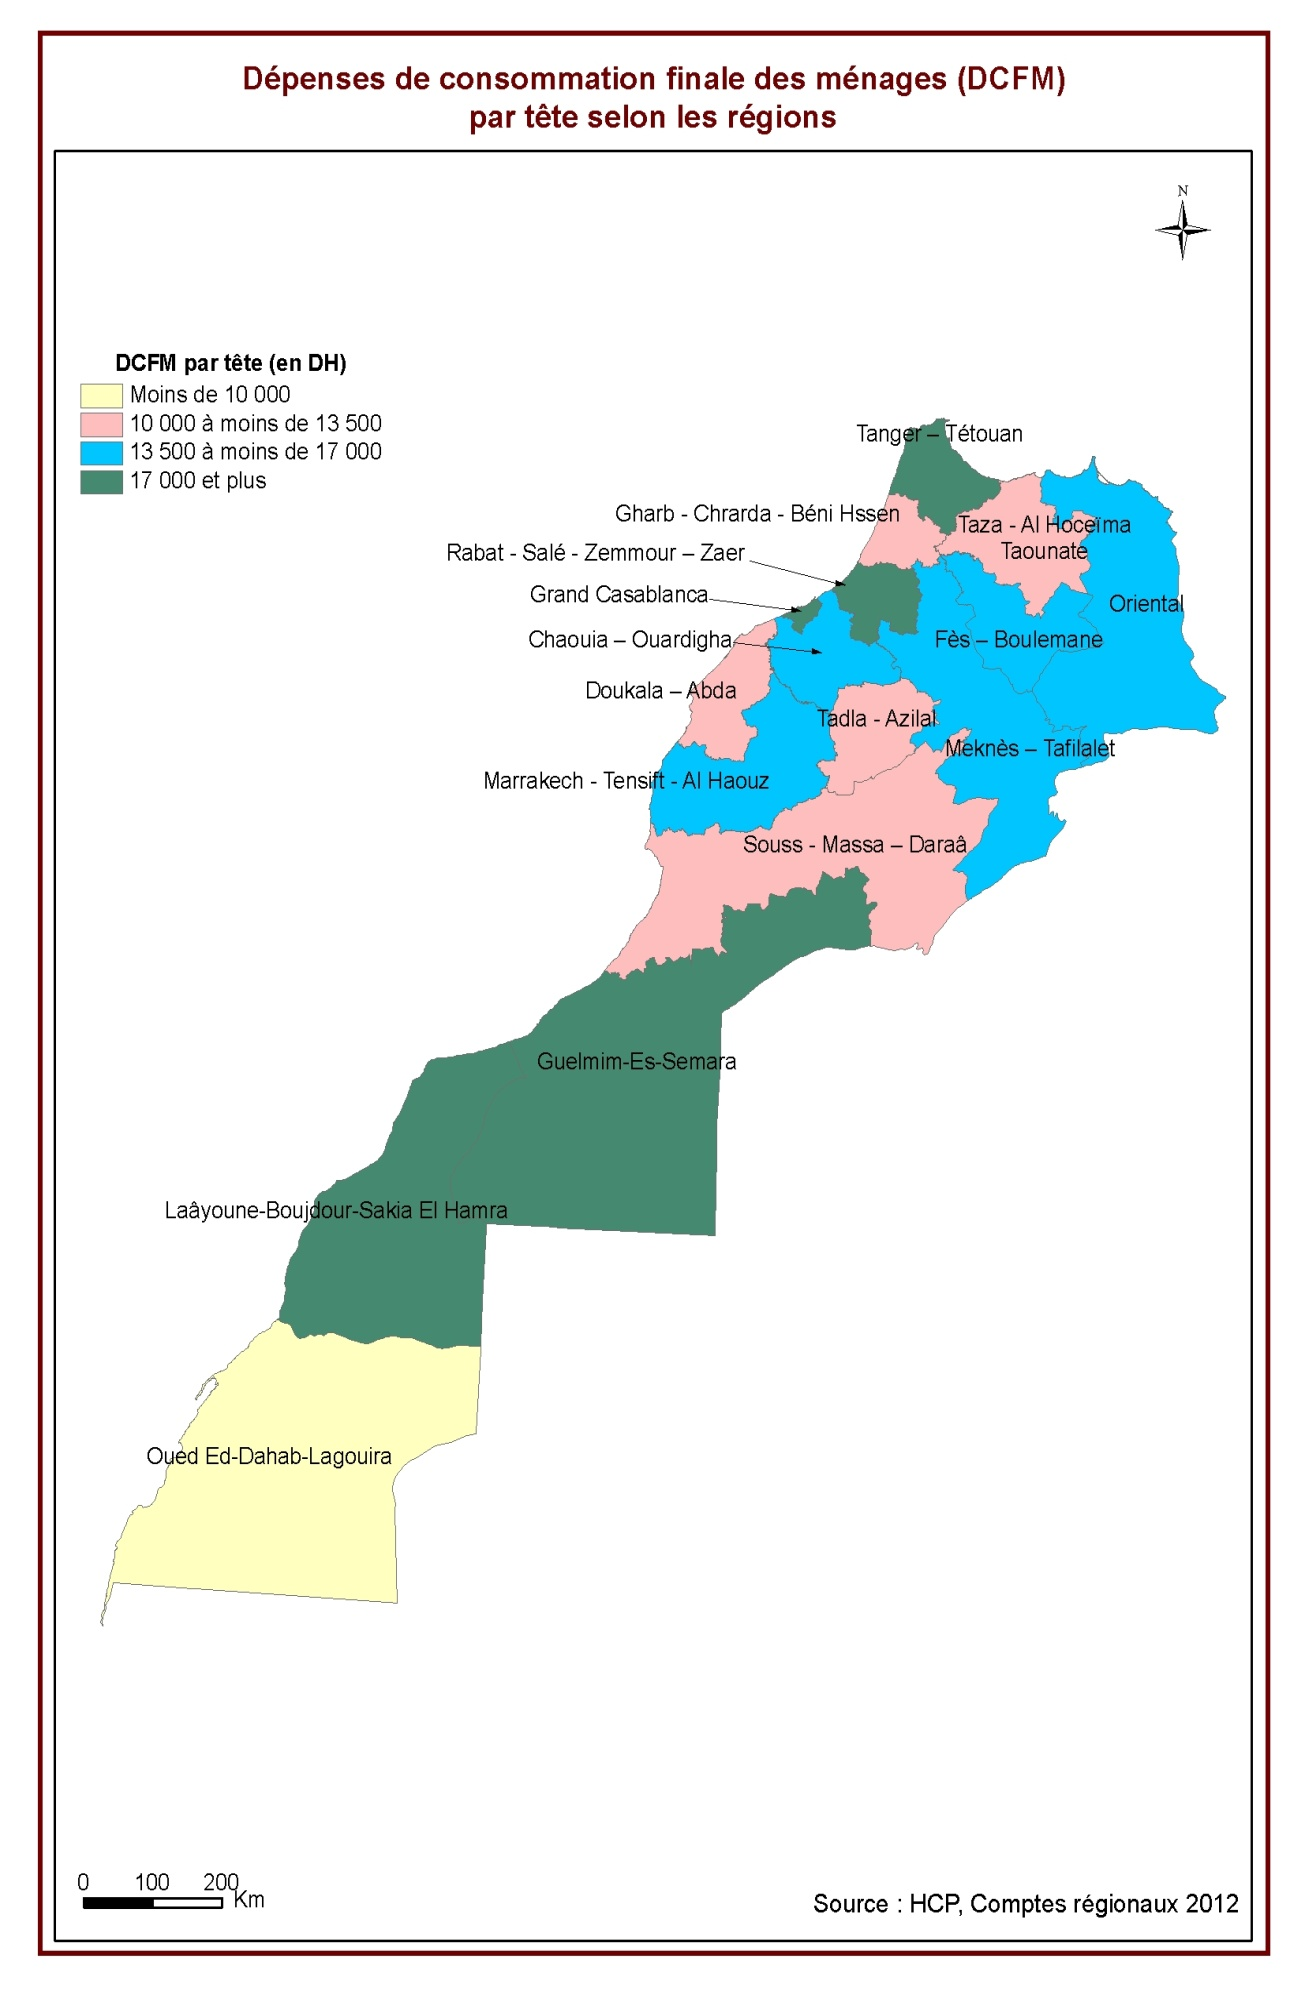 Dépenses de consommation finale des ménages (DCFM)
par tête selon les régions
N
DCFM par tête (en DH)
Moins de 10 000
10 000 à moins de 13 500
13 500 à moins de 17 000
17 000 et plus
Tanger – Tétouan
Gharb - Chrarda - Béni Hssen
Taza - Al Hoceïma
Taounate
Rabat - Salé - Zemmour – Zaer
Grand Casablanca
Oriental
Chaouia – Ouardigha
Fès – Boulemane
Doukala – Abda
Tadla - Azilal
Meknès – Tafilalet
Marrakech - Tensift - Al Haouz
Souss - Massa – Daraâ
Guelmim-Es-Semara
Laâyoune-Boujdour-Sakia El Hamra
Oued Ed-Dahab-Lagouira
0 100 200
Km
Source : HCP, Comptes régionaux 2012